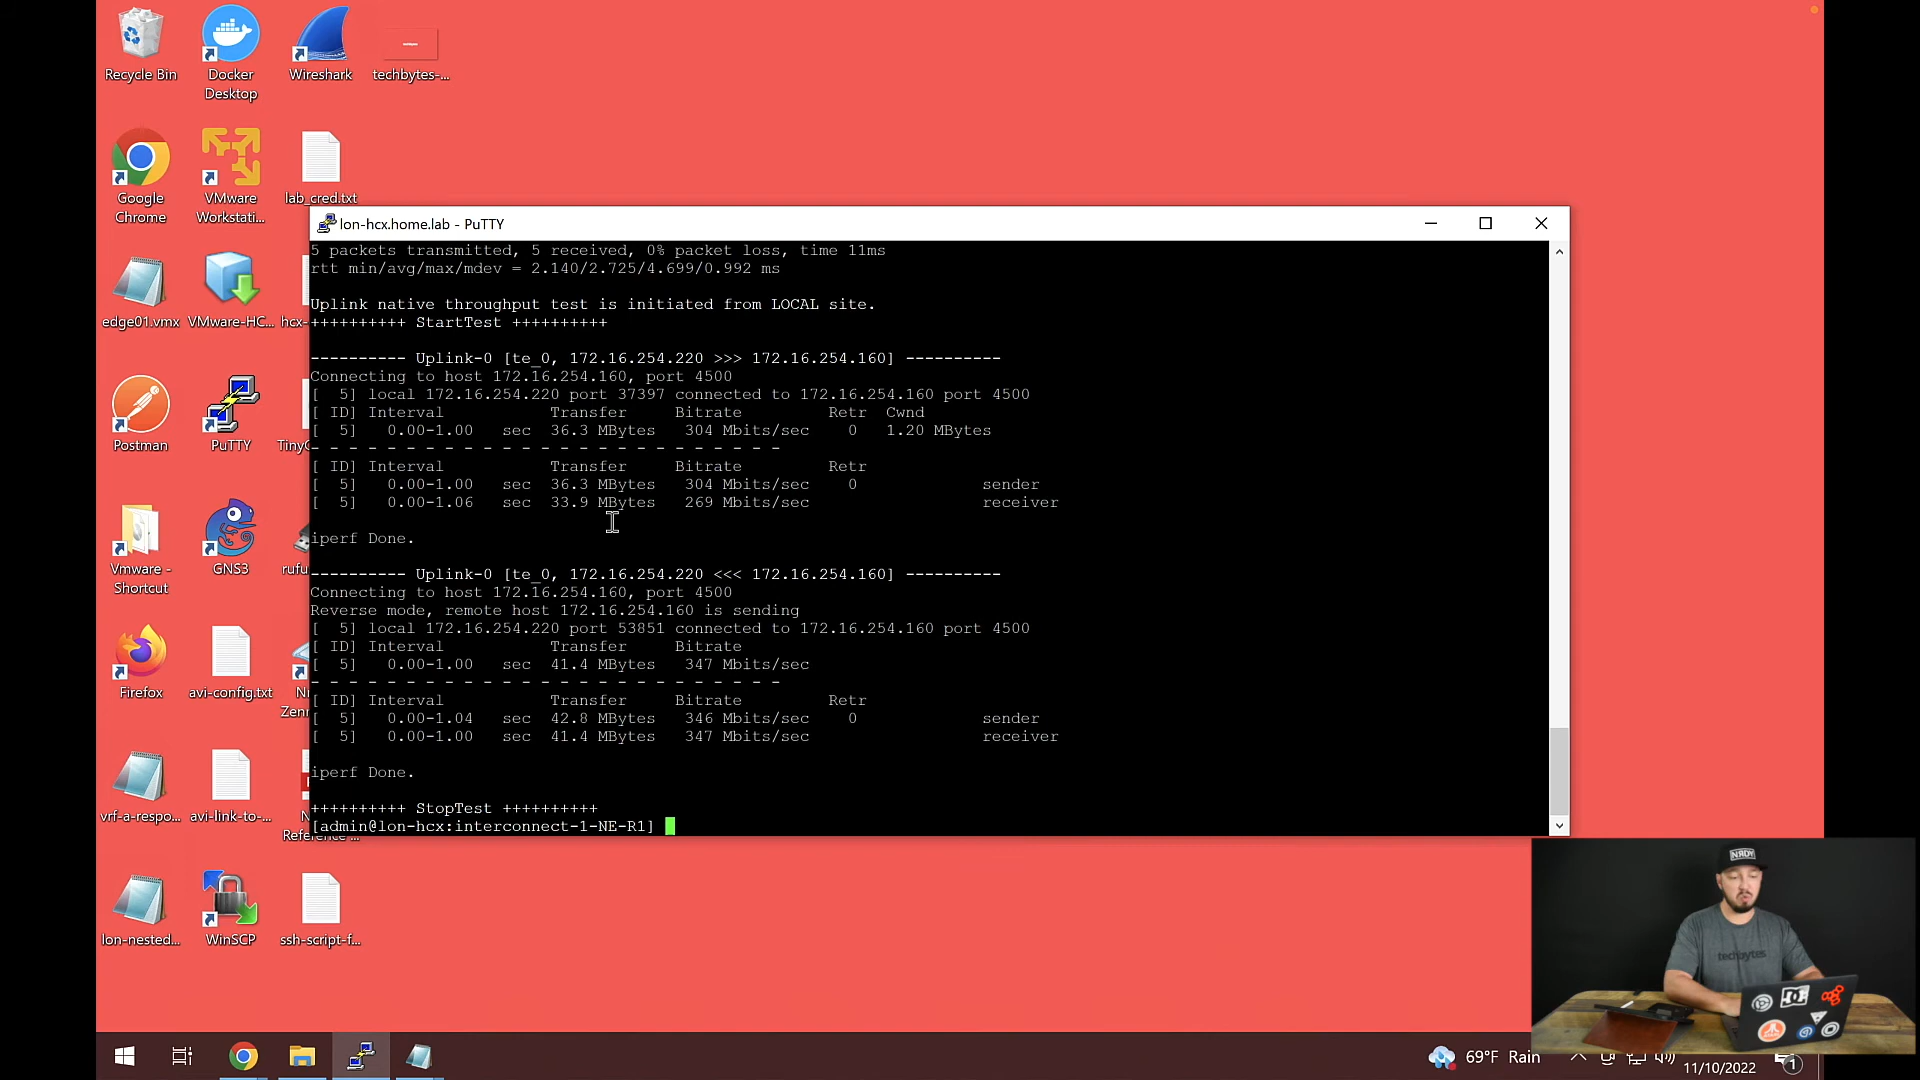 Recycle Bin
Docker Desktop
Wireshark
techbytes-...
Google Chrome
VMware Workstati...
lab_cred.txt
lon-hcx.home.lab - PuTTY
5 packets transmitted, 5 received, 0% packet loss, time 11ms
rtt min/avg/max/mdev = 2.140/2.725/4.699/0.992 ms
Uplink native throughput test is initiated from LOCAL site.
++++++++++ StartTest ++++++++++
---------- Uplink-0 [te_0, 172.16.254.220 >>> 172.16.254.160] ----------
Connecting to host 172.16.254.160, port 4500
[  5] local 172.16.254.220 port 37397 connected to 172.16.254.160 port 4500
[ ID] Interval           Transfer     Bitrate         Retr  Cwnd
[  5]   0.00-1.00   sec  36.3 MBytes   304 Mbits/sec    0   1.20 MBytes
- - - - - - - - - - - - - - - - - - - - - - - - -
[ ID] Interval           Transfer     Bitrate         Retr
[  5]   0.00-1.00   sec  36.3 MBytes   304 Mbits/sec    0             sender
[  5]   0.00-1.06   sec  33.9 MBytes   269 Mbits/sec                  receiver
iperf Done.
---------- Uplink-0 [te_0, 172.16.254.220 <<< 172.16.254.160] ----------
Connecting to host 172.16.254.160, port 4500
Reverse mode, remote host 172.16.254.160 is sending
[  5] local 172.16.254.220 port 53851 connected to 172.16.254.160 port 4500
[ ID] Interval           Transfer     Bitrate
[  5]   0.00-1.00   sec  41.4 MBytes   347 Mbits/sec
- - - - - - - - - - - - - - - - - - - - - - - - -
[ ID] Interval           Transfer     Bitrate         Retr
[  5]   0.00-1.04   sec  42.8 MBytes   346 Mbits/sec    0             sender
[  5]   0.00-1.00   sec  41.4 MBytes   347 Mbits/sec                  receiver
iperf Done.
++++++++++ StopTest ++++++++++
[admin@lon-hcx:interconnect-1-NE-R1]
edge01.vmx
VMware-HC...
hcx-
Postman
PuTTY
TinyC
Vmware - Shortcut
GNS3
rufu
Firefox
avi-config.txt
Ni
Zenm
vrf-a-respo...
avi-link-to-...
N
Reference
lon-nested...
WinSCP
ssh-script-f...
NRDY
techbytes
69°F Rain
11/10/2022
1